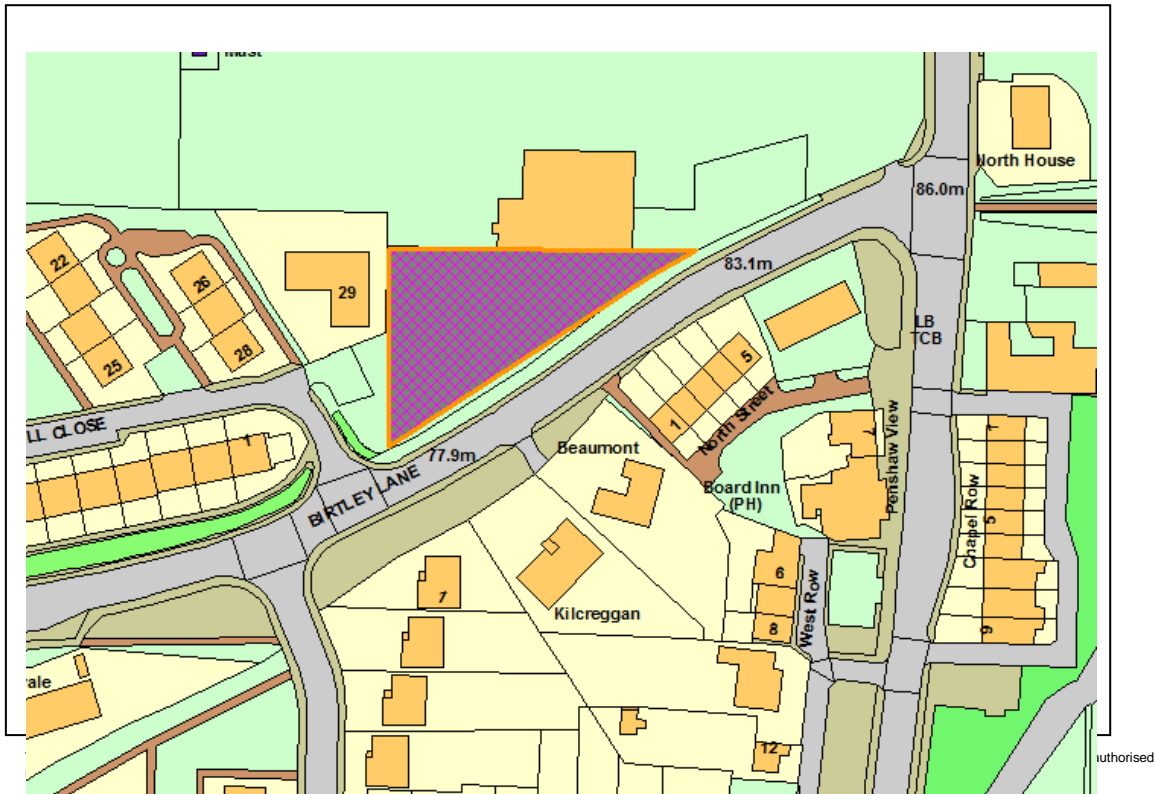 North House
86.0m
83.1m
22
26
29
25
28
LB
TCB
5
1
North Street
7
Penshaw View
1
LL CLOSE
1
BIRTLEY LANE
77.9m
Beaumont
Board Inn
(PH)
Chapel Row
5
9
6
8
West Row
1
Kilcreggan
12
uthorised